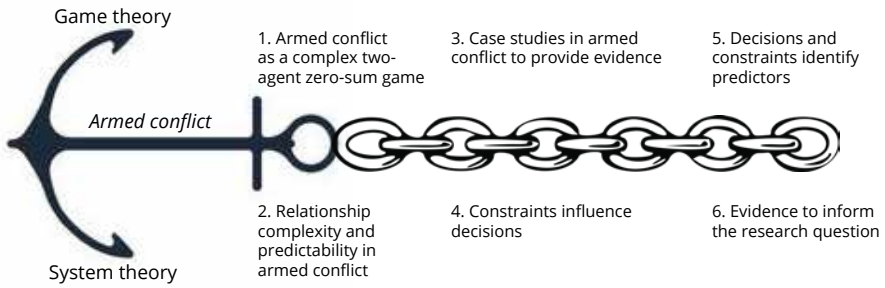 Game theory
1. Armed conflict
as a complex two-
agent zero-sum game
3. Case studies in armed
conflict to provide evidence
5. Decisions and
constraints identify
predictors
Armed conflict
2. Relationship
complexity and
predictability in
armed conflict
4. Constraints influence
decisions
6. Evidence to inform
the research question
System theory